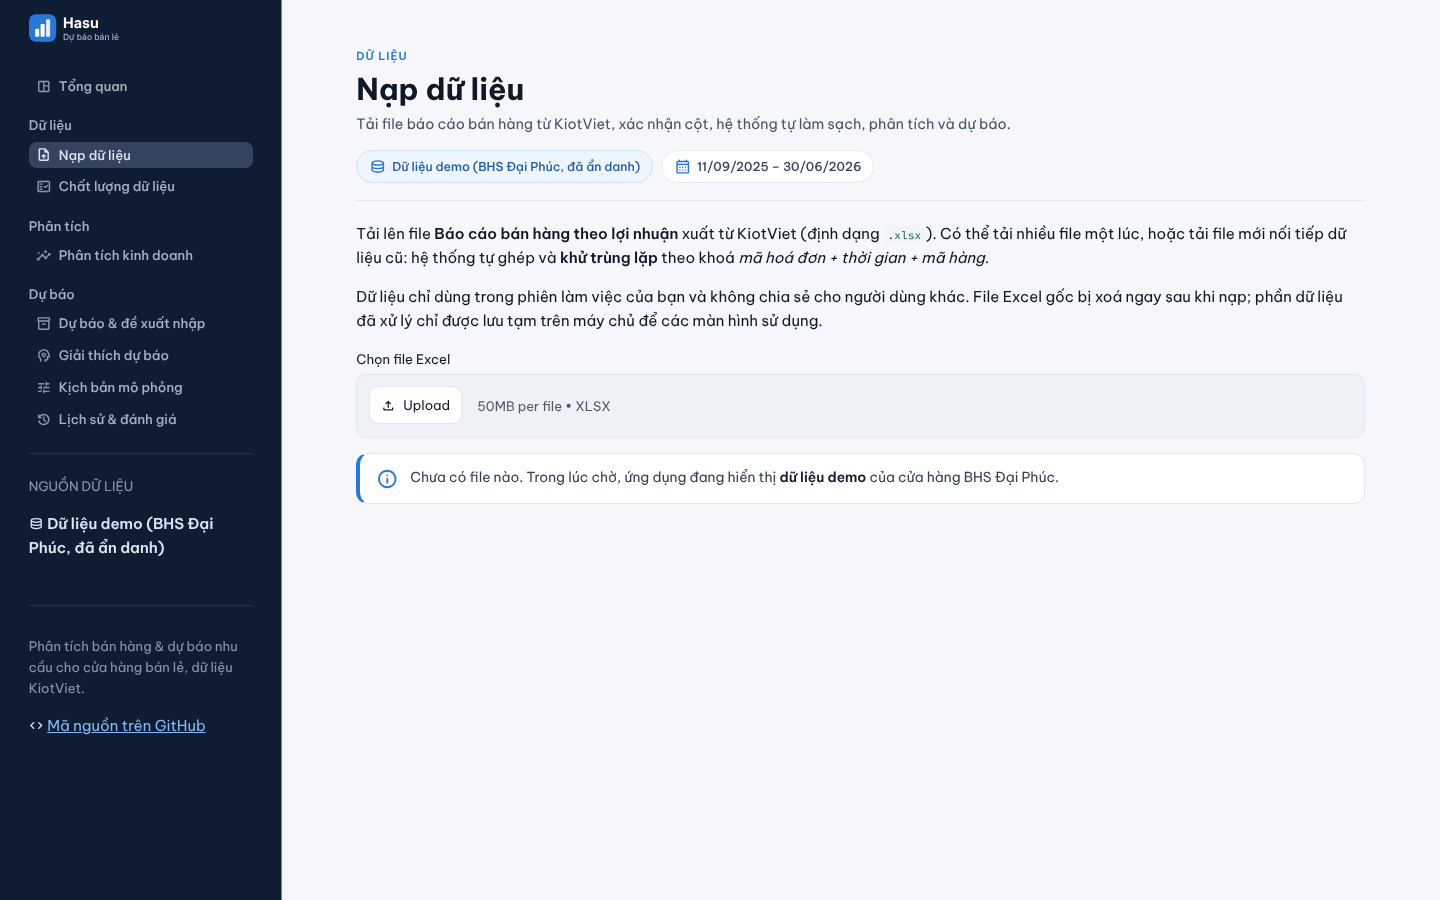 Hasu
Dự báo bán lẻ
Tổng quan
Dữ liệu
Nạp dữ liệu
Chất lượng dữ liệu
Phân tích
Phân tích kinh doanh
Dự báo
Dự báo & đề xuất nhập
Giải thích dự báo
Kịch bản mô phỏng
Lịch sử & đánh giá
NGUỒN DỮ LIỆU
Dữ liệu demo (BHS Đại
Phúc, đã ẩn danh)
Phân tích bán hàng & dự báo nhu
cầu cho cửa hàng bán lẻ, dữ liệu
KiotViet.
Mã nguồn trên GitHub
DỮ LIỆU
Nạp dữ liệu
Tải file báo cáo bán hàng từ KiotViet, xác nhận cột, hệ thống tự làm sạch, phân tích và dự báo.
Dữ liệu demo (BHS Đại Phúc, đã ẩn danh)
11/09/2025 – 30/06/2026
Tải lên file Báo cáo bán hàng theo lợi nhuận xuất từ KiotViet (định dạng .xlsx ). Có thể tải nhiều file một lúc, hoặc tải file mới nối tiếp dữ
liệu cũ: hệ thống tự ghép và khử trùng lặp theo khoá mã hoá đơn + thời gian + mã hàng.
Dữ liệu chỉ dùng trong phiên làm việc của bạn và không chia sẻ cho người dùng khác. File Excel gốc bị xoá ngay sau khi nạp; phần dữ liệu
đã xử lý chỉ được lưu tạm trên máy chủ để các màn hình sử dụng.
Chọn file Excel
Upload
50MB per file • XLSX
Chưa có file nào. Trong lúc chờ, ứng dụng đang hiển thị dữ liệu demo của cửa hàng BHS Đại Phúc.